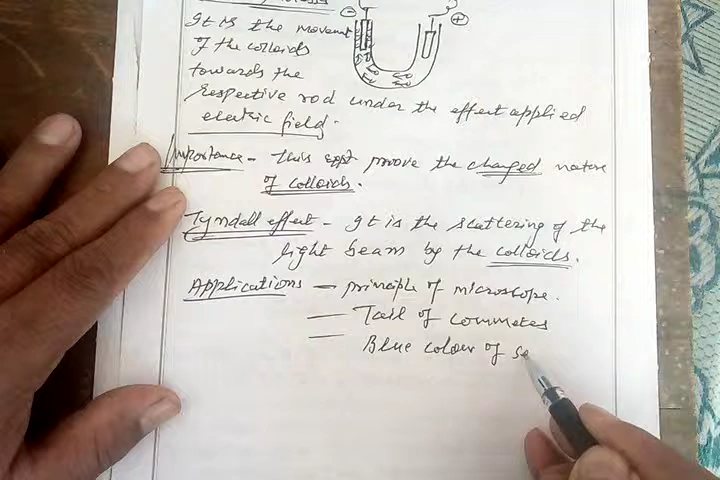 ⊖ ⊕
It is the movement
of the colloids
towards the
respective rod under the effect applied
electric field.
Importance - This expt prove the charged nature
of colloids.
Tyndall effect - It is the scattering of the
light beam by the colloids.
Applications - principle of microscope.
- Tail of Commetes
- Blue colour of se